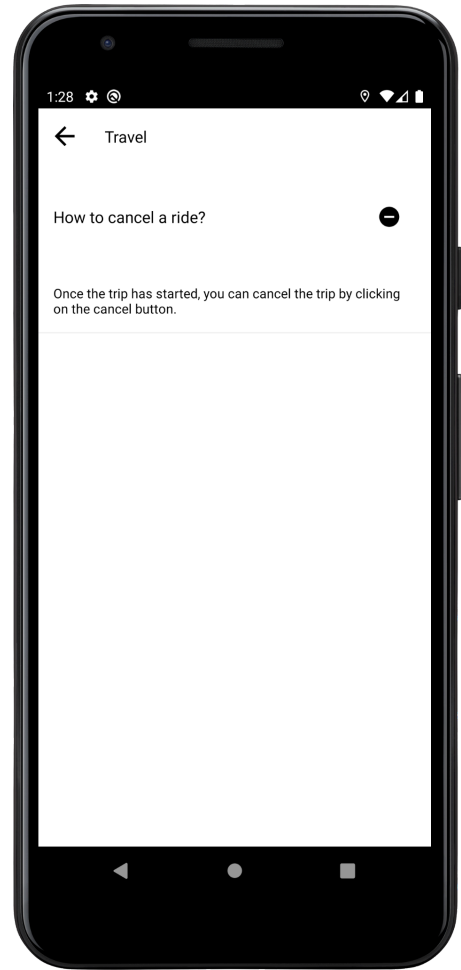 1:28
Travel
How to cancel a ride?
Once the trip has started, you can cancel the trip by clicking
on the cancel button.